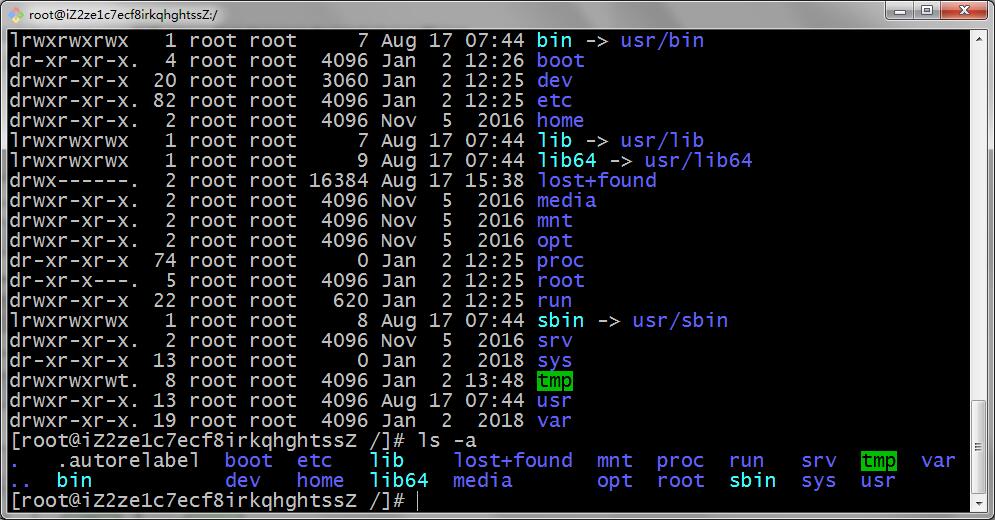 root@iZ2ze1c7ecf8irkqhghtssZ:/
lrwxrwxrwx   1 root root     7 Aug 17 07:44 bin -> usr/bin
dr-xr-xr-x.  4 root root  4096 Jan  2 12:26 boot
drwxr-xr-x  20 root root  3060 Jan  2 12:25 dev
drwxr-xr-x. 82 root root  4096 Jan  2 12:25 etc
drwxr-xr-x.  2 root root  4096 Nov  5  2016 home
lrwxrwxrwx   1 root root     7 Aug 17 07:44 lib -> usr/lib
lrwxrwxrwx   1 root root     9 Aug 17 07:44 lib64 -> usr/lib64
drwx------.  2 root root 16384 Aug 17 15:38 lost+found
drwxr-xr-x.  2 root root  4096 Nov  5  2016 media
drwxr-xr-x.  2 root root  4096 Nov  5  2016 mnt
drwxr-xr-x.  2 root root  4096 Nov  5  2016 opt
dr-xr-xr-x  74 root root     0 Jan  2 12:25 proc
dr-xr-x---.  5 root root  4096 Jan  2 12:25 root
drwxr-xr-x  22 root root   620 Jan  2 12:25 run
lrwxrwxrwx   1 root root     8 Aug 17 07:44 sbin -> usr/sbin
drwxr-xr-x.  2 root root  4096 Nov  5  2016 srv
dr-xr-xr-x  13 root root     0 Jan  2  2018 sys
drwxrwxrwt.  8 root root  4096 Jan  2 13:48 tmp
drwxr-xr-x. 13 root root  4096 Aug 17 07:44 usr
drwxr-xr-x. 19 root root  4096 Jan  2  2018 var
[root@iZ2ze1c7ecf8irkqhghtssZ /]# ls -a
.   .autorelabel  boot  etc   lib    lost+found  mnt  proc  run   srv  tmp  var
..  bin           dev   home  lib64  media       opt  root  sbin  sys  usr
[root@iZ2ze1c7ecf8irkqhghtssZ /]#